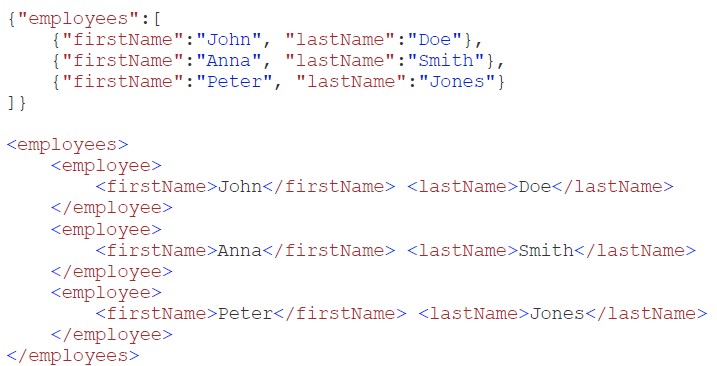 {"employees":[
    {"firstName":"John", "lastName":"Doe"},
    {"firstName":"Anna", "lastName":"Smith"},
    {"firstName":"Peter", "lastName":"Jones"}
]}

<employees>
    <employee>
        <firstName>John</firstName> <lastName>Doe</lastName>
    </employee>
    <employee>
        <firstName>Anna</firstName> <lastName>Smith</lastName>
    </employee>
    <employee>
        <firstName>Peter</firstName> <lastName>Jones</lastName>
    </employee>
</employees>